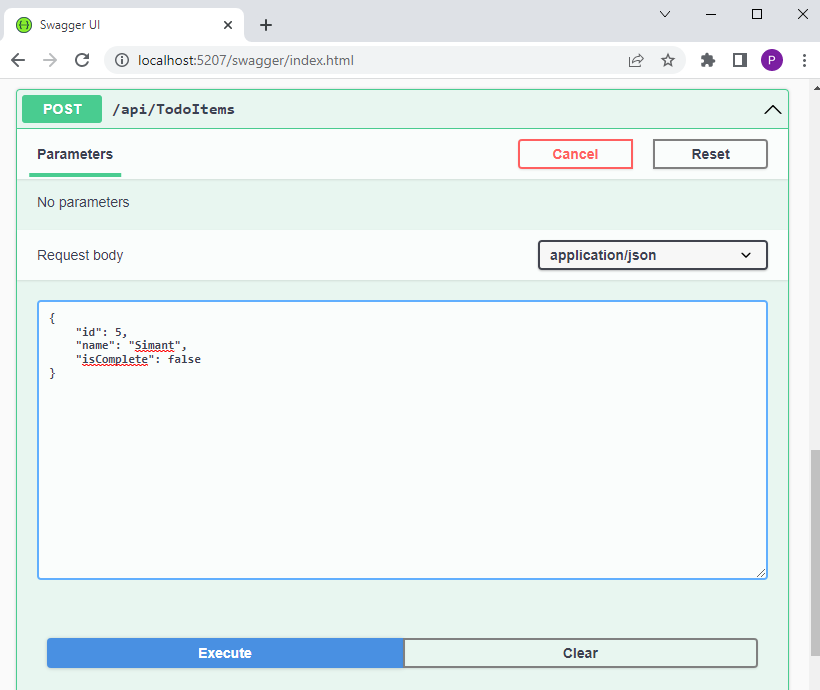 Swagger UI
localhost:5207/swagger/index.html
P
POST /api/TodoItems
Parameters Cancel Reset
No parameters
Request body application/json
{
    "id": 5,
    "name": "Simant",
    "isComplete": false
}
Execute Clear